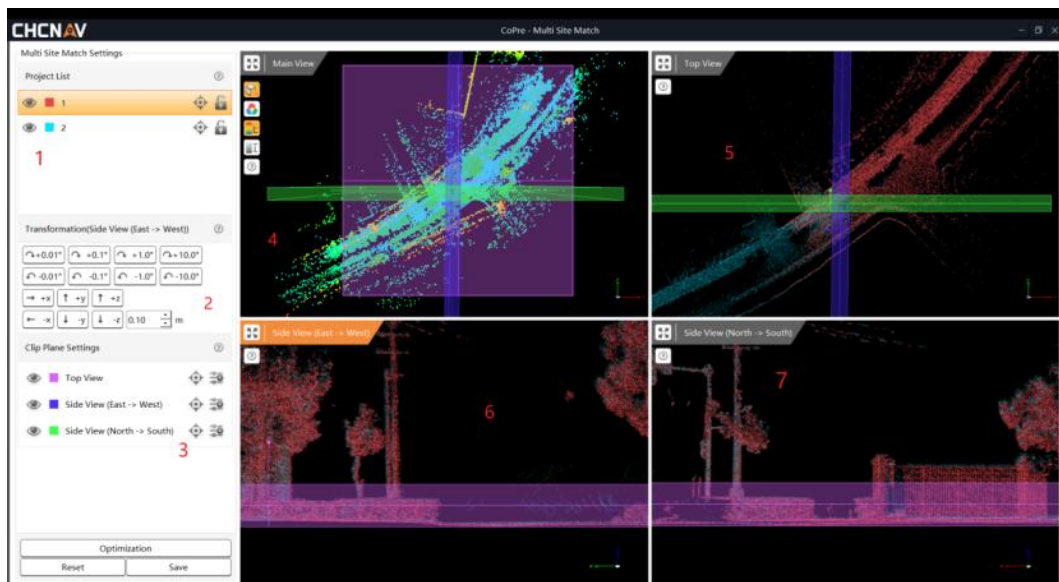 CHCNAV
CoPre - Multi Site Match
Multi Site Match Settings
Project List
1
2
1
Transformation(Side View (East -> West))
+0.01° +0.1° +1.0° +10.0°
-0.01° -0.1° -1.0° -10.0°
→ +x ↑ +y ↑ +z
← -x ↓ -y ↓ -z 0.10 m
2
Clip Plane Settings
Top View
Side View (East -> West)
Side View (North -> South)
3
Optimization
Reset Save
Main View
4
Top View
5
Side View (East -> West)
6
Side View (North -> South)
7